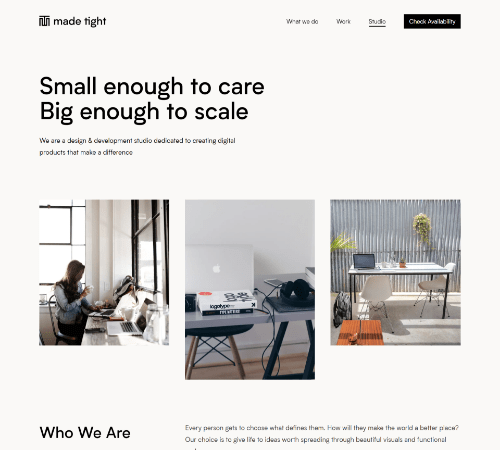 made tight
What we do
Work
Studio
Check Availability
Small enough to care
Big enough to scale
We are a design & development studio dedicated to creating digital
products that make a difference
logotype
Who We Are
Every person gets to choose what defines them. How will they make the world a better place?
Our choice is to give life to ideas worth spreading through beautiful visuals and functional